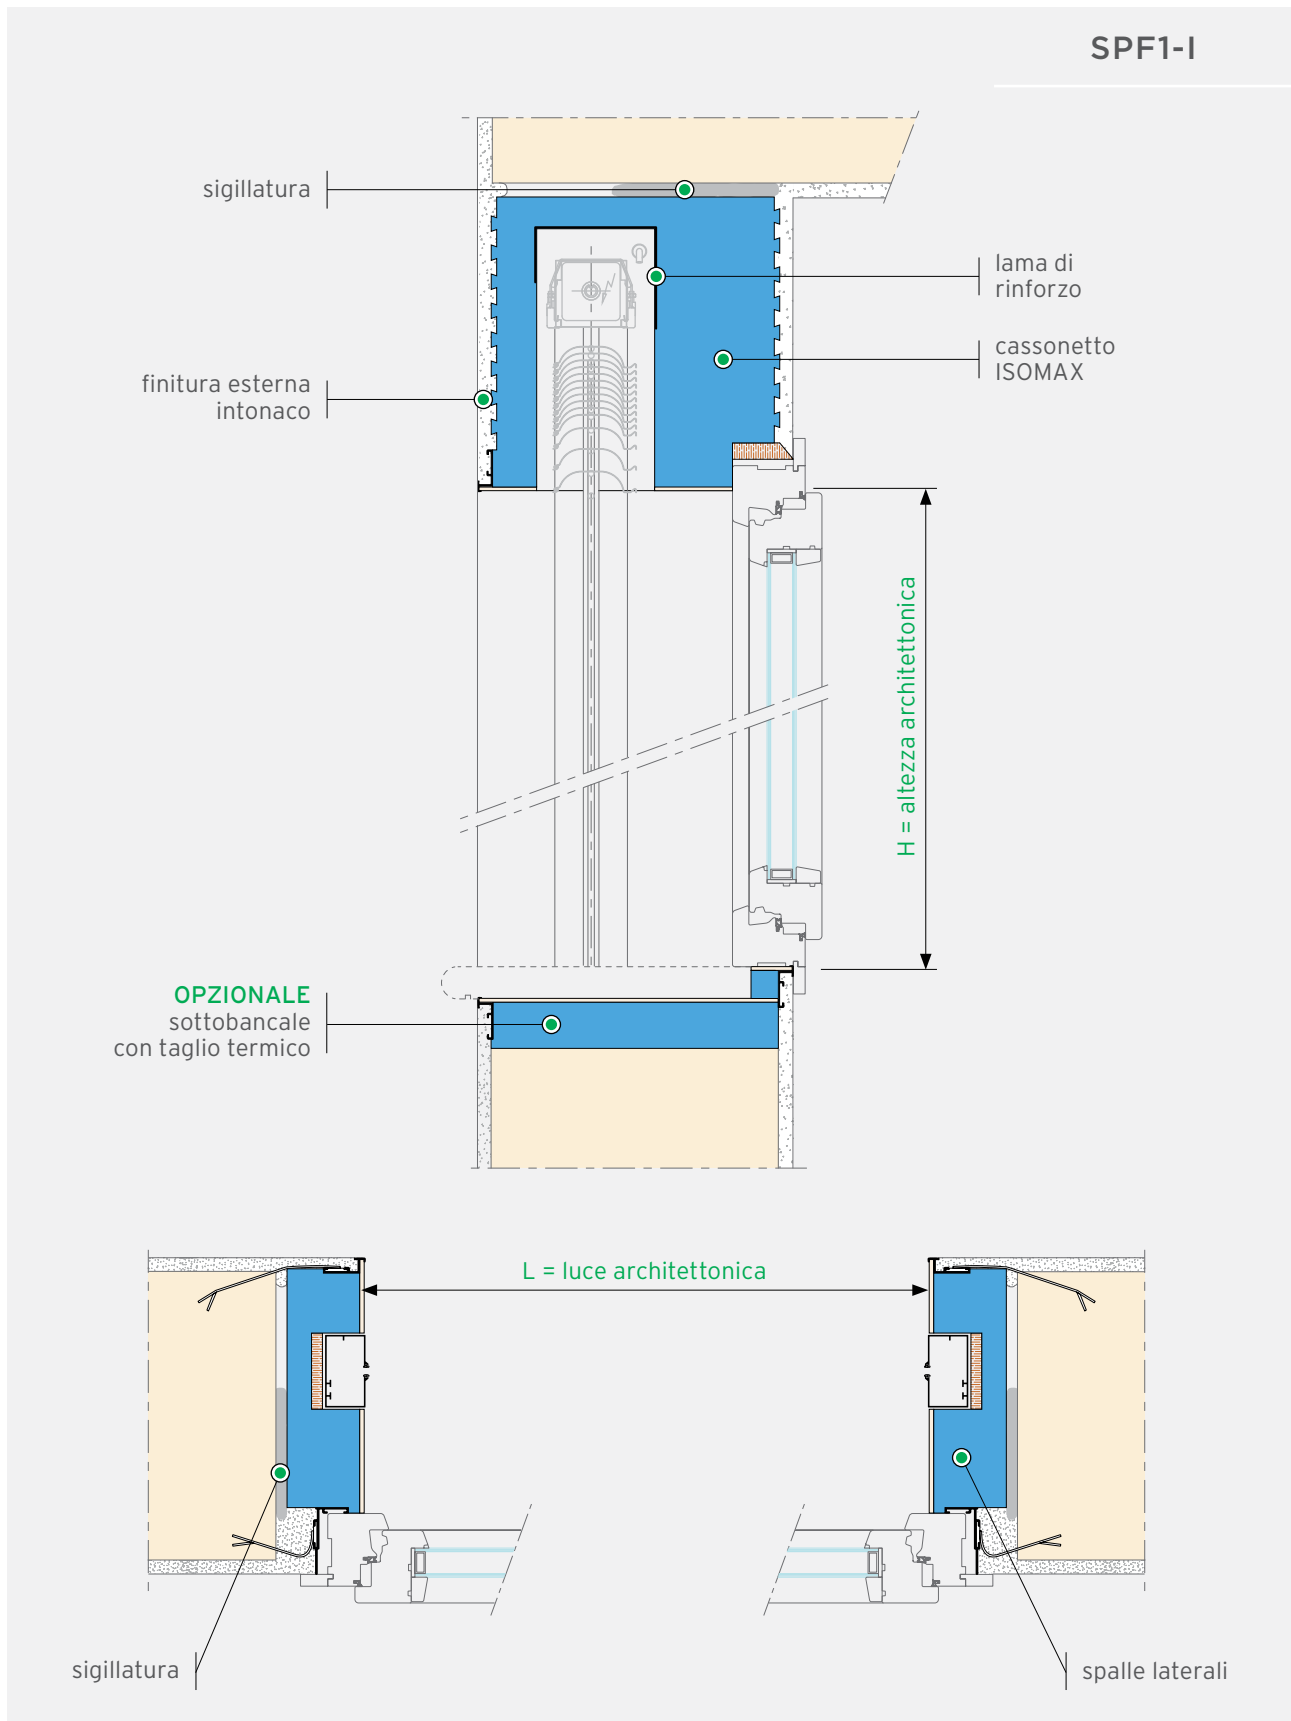 SPF1-I
sigillatura
lama di
rinforzo
cassonetto
ISOMAX
finitura esterna
intonaco
H = altezza architettonica
OPZIONALE
sottobancale
con taglio termico
L = luce architettonica
sigillatura
spalle laterali